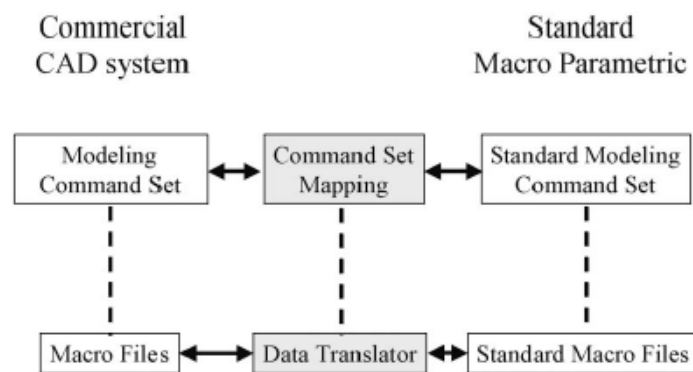 Commercial
CAD system
Standard
Macro Parametric
Modeling
Command Set
Command Set
Mapping
Standard Modeling
Command Set
Macro Files
Data Translator
Standard Macro Files